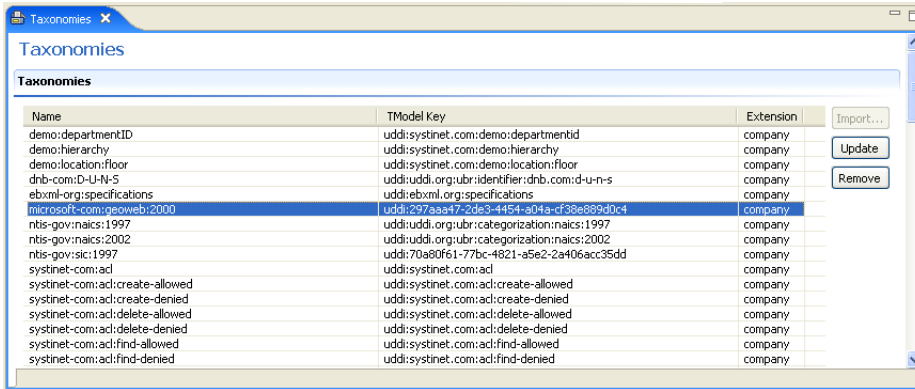 Taxonomies
Taxonomies
Taxonomies
Name TModel Key Extension Import...
demo:departmentID uddi:systinet.com:demo:departmentid company
demo:hierarchy uddi:systinet.com:demo:hierarchy company Update
demo:location:floor uddi:systinet.com:demo:location:floor company
dnb-com:D-U-N-S uddi:uddi.org:ubr:identifier:dnb.com:d-u-n-s company Remove
ebxml-org:specifications uddi:ebxml.org:specifications company
microsoft-com:geoweb:2000 uddi:297aaa47-2de3-4454-a04a-cf38e889d0c4 company
ntis-gov:naics:1997 uddi:uddi.org:ubr:categorization:naics:1997 company
ntis-gov:naics:2002 uddi:uddi.org:ubr:categorization:naics:2002 company
ntis-gov:sic:1997 uddi:70a80f61-77bc-4821-a5e2-2a406acc35dd company
systinet-com:acl uddi:systinet.com:acl company
systinet-com:acl:create-allowed uddi:systinet.com:acl:create-allowed company
systinet-com:acl:create-denied uddi:systinet.com:acl:create-denied company
systinet-com:acl:delete-allowed uddi:systinet.com:acl:delete-allowed company
systinet-com:acl:delete-denied uddi:systinet.com:acl:delete-denied company
systinet-com:acl:find-allowed uddi:systinet.com:acl:find-allowed company
systinet-com:acl:find-denied uddi:systinet.com:acl:find-denied company